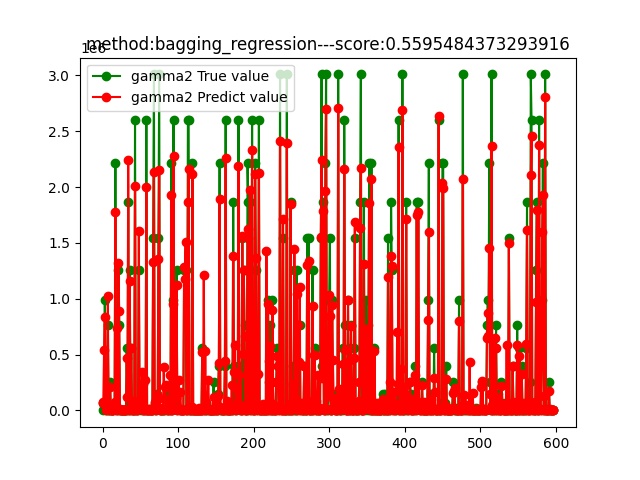 method:bagging_regression---score:0.5595484373293916
1e6
gamma2 True value
gamma2 Predict value
3.0
2.5
2.0
1.5
1.0
0.5
0.0
0 100 200 300 400 500 600